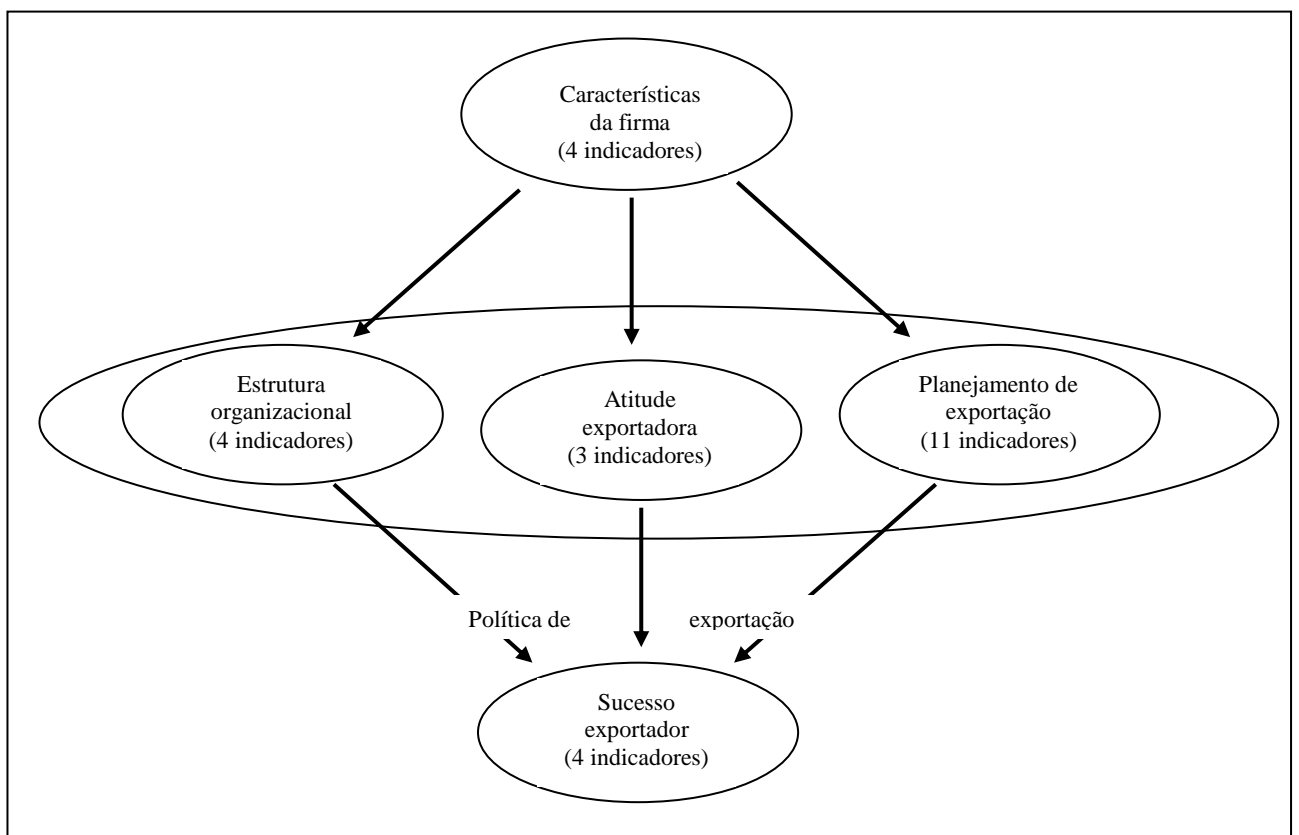 Características
da firma
(4 indicadores)
Estrutura
organizacional
(4 indicadores)
Atitude
exportadora
(3 indicadores)
Planejamento de
exportação
(11 indicadores)
Política de exportação
Sucesso
exportador
(4 indicadores)